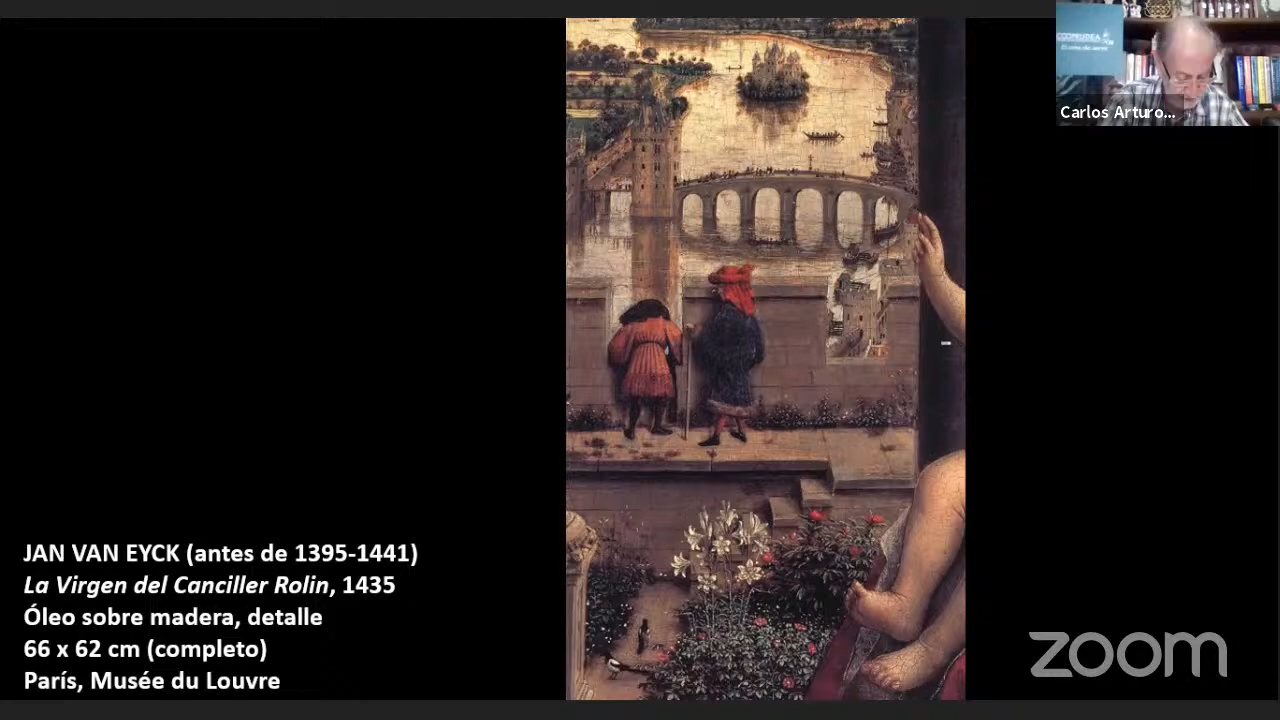 COOPRUDEA
Carlos Arturo...
JAN VAN EYCK (antes de 1395-1441)
La Virgen del Canciller Rolin, 1435
Óleo sobre madera, detalle
66 x 62 cm (completo)
París, Musée du Louvre
zoom